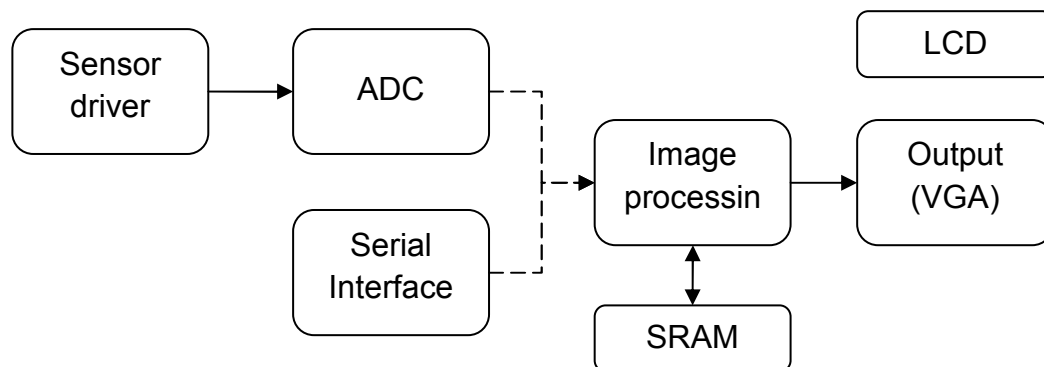 Sensor
driver
ADC
Serial
Interface
Image
processin
SRAM
LCD
Output
(VGA)